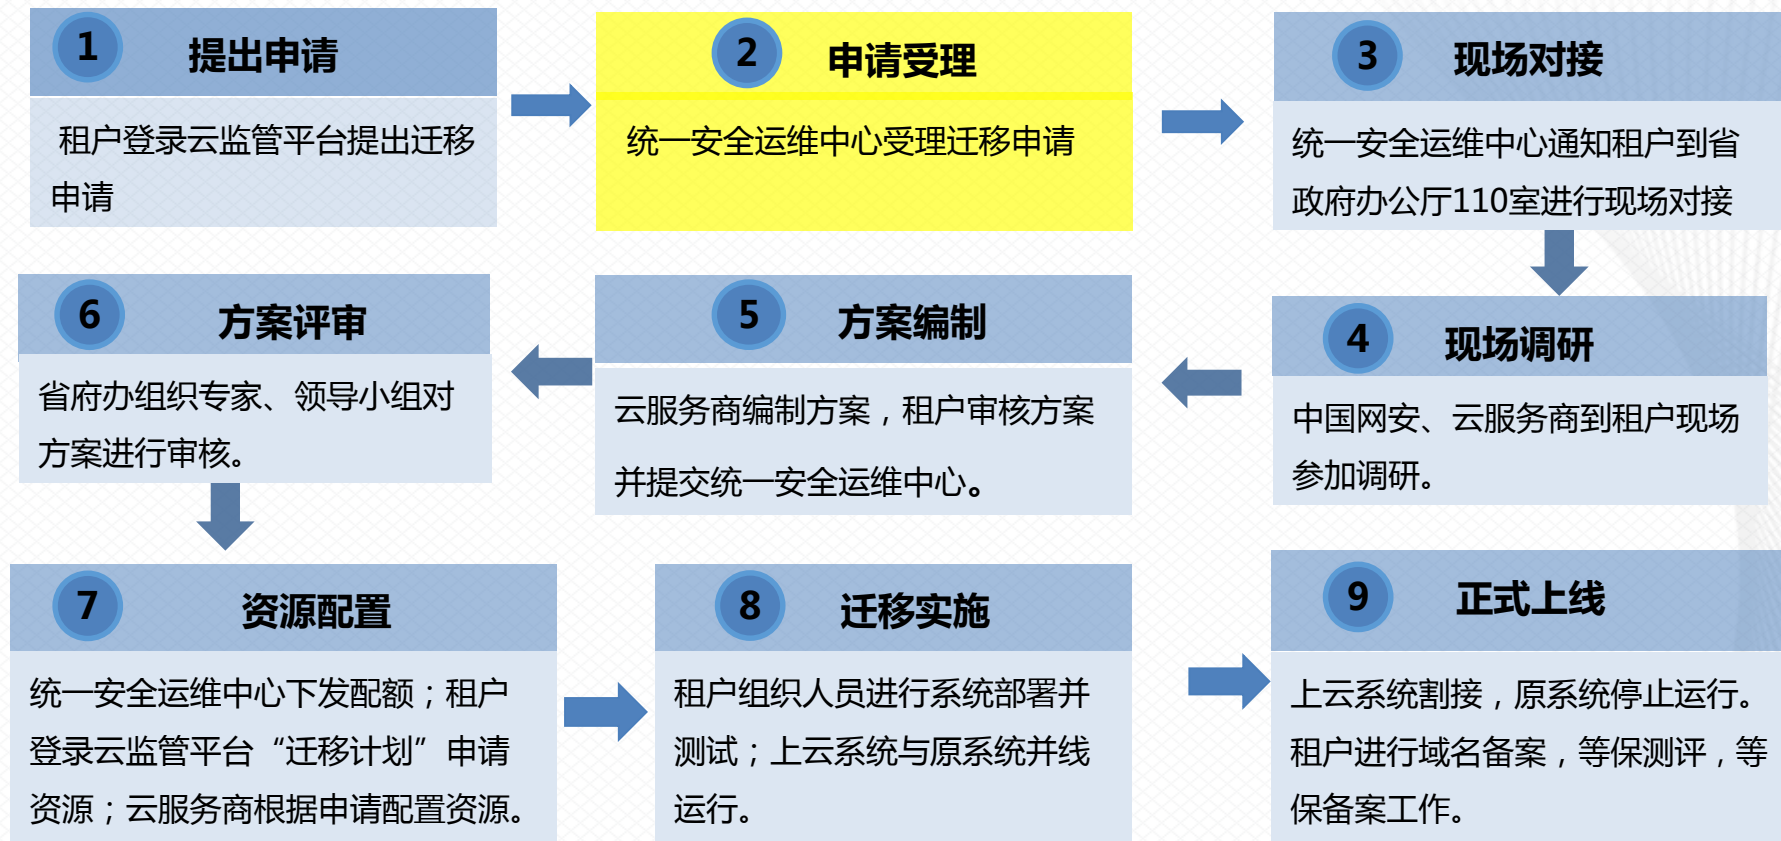 1 提出申请
租户登录云监管平台提出迁移
申请
2 申请受理
统一安全运维中心受理迁移申请
3 现场对接
统一安全运维中心通知租户到省
政府办公厅110室进行现场对接
4 现场调研
中国网安、云服务商到租户现场
参加调研。
5 方案编制
云服务商编制方案，租户审核方案
并提交统一安全运维中心。
6 方案评审
省府办组织专家、领导小组对
方案进行审核。
7 资源配置
统一安全运维中心下发配额；租户
登录云监管平台“迁移计划”申请
资源；云服务商根据申请配置资源。
8 迁移实施
租户组织人员进行系统部署并
测试；上云系统与原系统并线
运行。
9 正式上线
上云系统割接，原系统停止运行。
租户进行域名备案，等保测评，等
保备案工作。